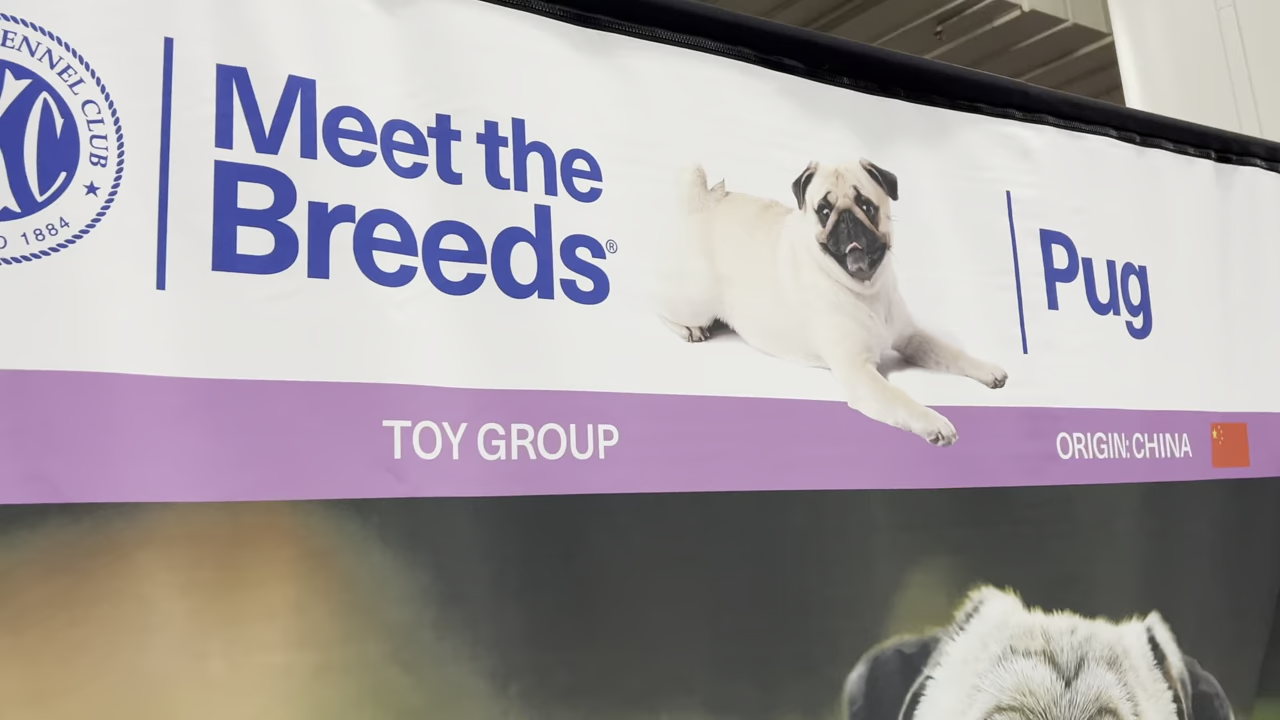 ENNEL CLUB
1884
Meet the
Breeds®
Pug
TOY GROUP
ORIGIN: CHINA